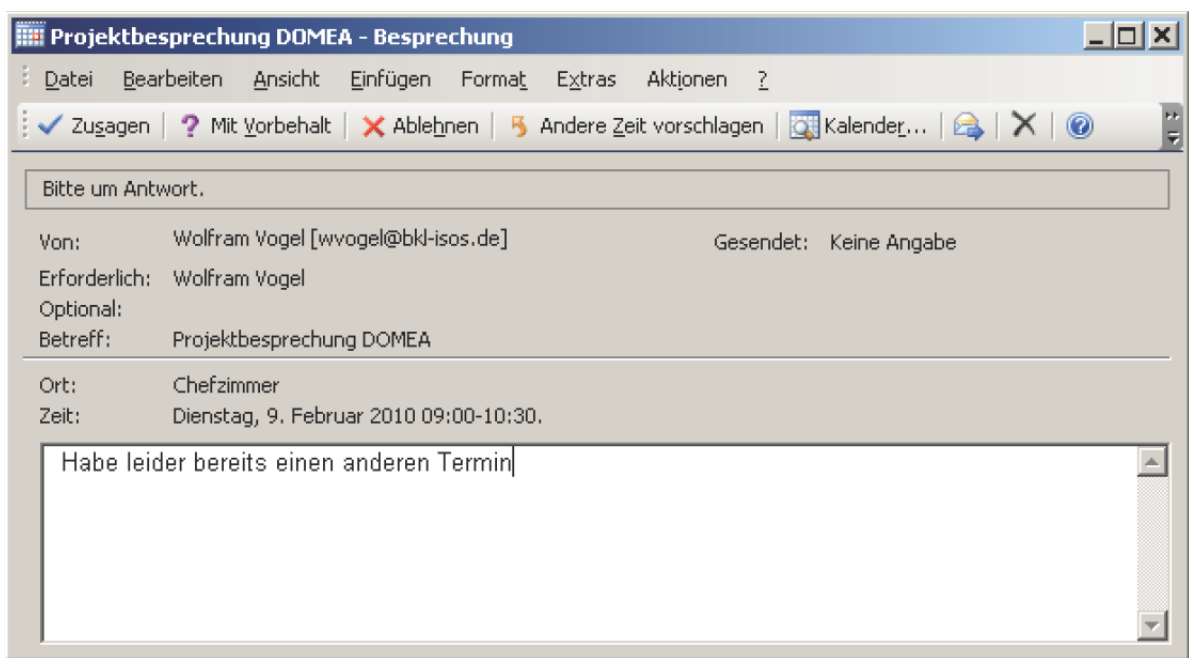 Projektbesprechung DOMEA - Besprechung
Datei Bearbeiten Ansicht Einfügen Format Extras Aktionen ?
Zusagen ? Mit Vorbehalt Ablehnen Andere Zeit vorschlagen Kalender... ?
Bitte um Antwort.
Von: Wolfram Vogel [wvogel@bkl-isos.de] Gesendet: Keine Angabe
Erforderlich: Wolfram Vogel
Optional:
Betreff: Projektbesprechung DOMEA
Ort: Chefzimmer
Zeit: Dienstag, 9. Februar 2010 09:00-10:30.
Habe leider bereits einen anderen Termin